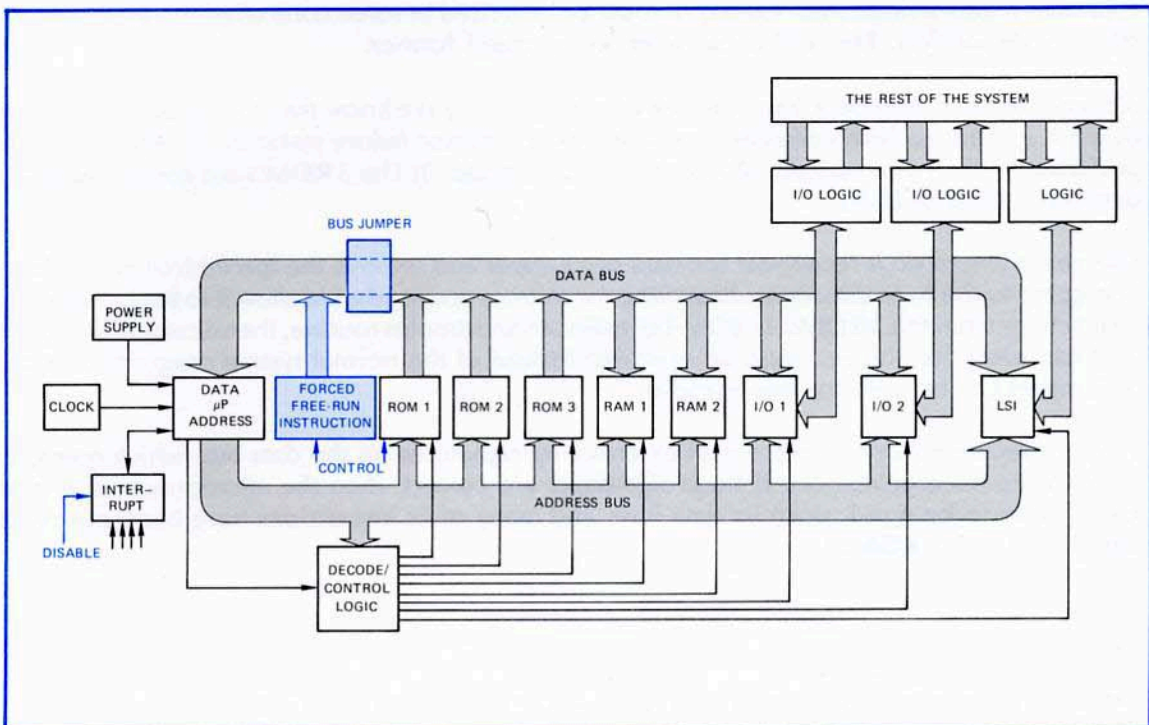 THE REST OF THE SYSTEM
I/O LOGIC
I/O LOGIC
LOGIC
BUS JUMPER
DATA BUS
POWER
SUPPLY
CLOCK
DATA
µP
ADDRESS
FORCED
FREE-RUN
INSTRUCTION
ROM 1
ROM 2
ROM 3
RAM 1
RAM 2
I/O 1
I/O 2
LSI
CONTROL
INTER-
RUPT
DISABLE
ADDRESS BUS
DECODE/
CONTROL
LOGIC